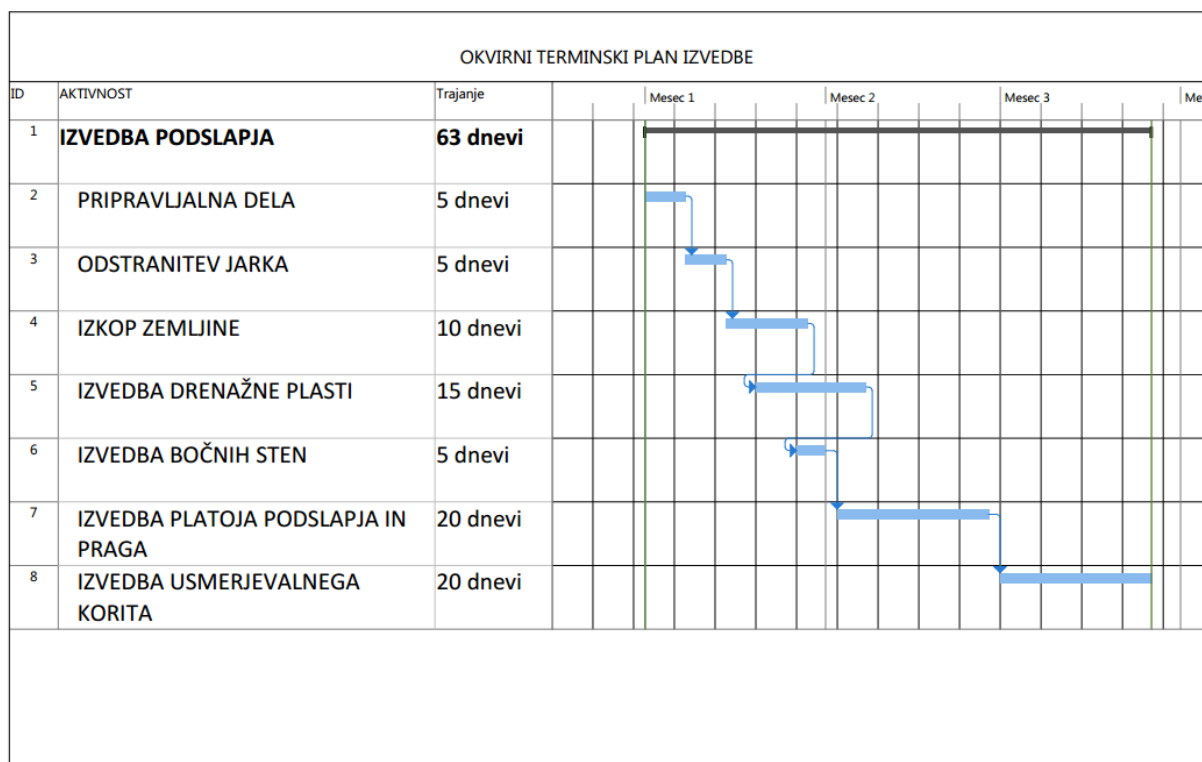 OKVIRNI TERMINSKI PLAN IZVEDBE
ID AKTIVNOST Trajanje Mesec 1 Mesec 2 Mesec 3 Me
1 IZVEDBA PODSLAPJA 63 dnevi
2 PRIPRAVLJALNA DELA 5 dnevi
3 ODSTRANITEV JARKA 5 dnevi
4 IZKOP ZEMLJINE 10 dnevi
5 IZVEDBA DRENAŽNE PLASTI 15 dnevi
6 IZVEDBA BOČNIH STEN 5 dnevi
7 IZVEDBA PLATOJA PODSLAPJA IN 20 dnevi
PRAGA
8 IZVEDBA USMERJEVALNEGA 20 dnevi
KORITA